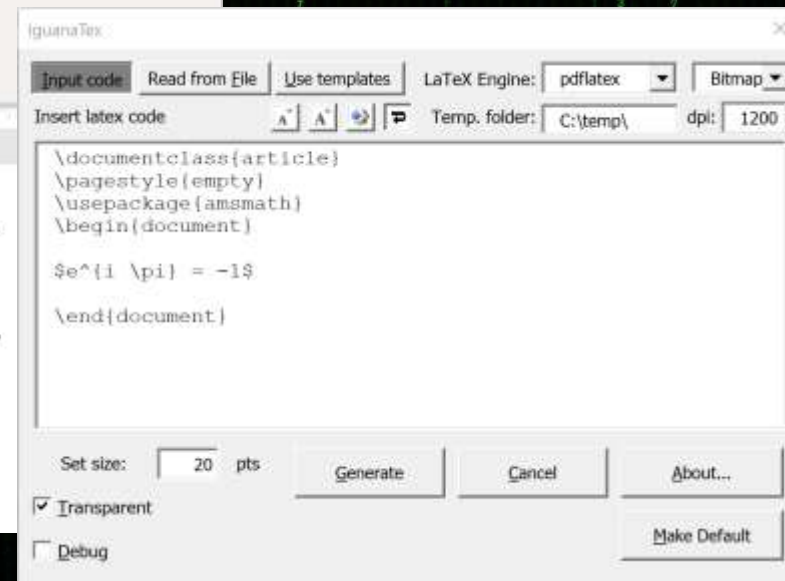 IguanaTex
Input code Read from File Use templates LaTeX Engine: pdflatex Bitmap
Insert latex code A A Temp. folder: C:\temp\ dpi: 1200
\documentclass{article}
\pagestyle{empty}
\usepackage{amsmath}
\begin{document}
$e^{i \pi} = -1$
\end{document}
Set size: 20 pts Generate Cancel About...
Transparent
Make Default
Debug